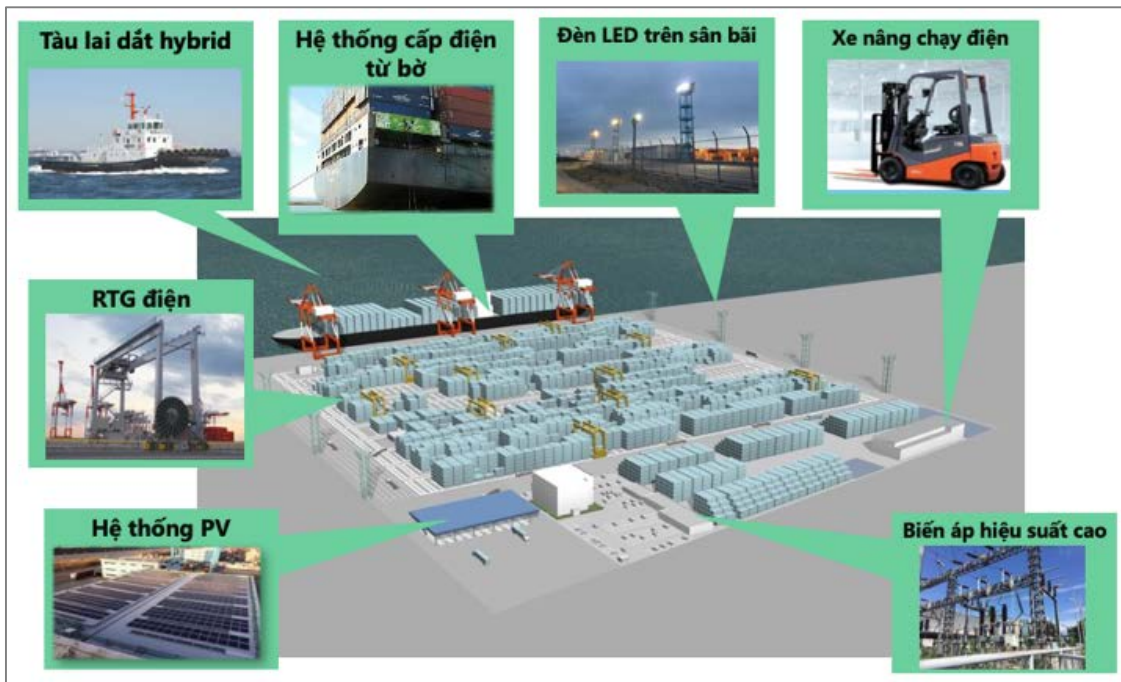 Tàu lai dắt hybrid
Hệ thống cấp điện
từ bờ
Đèn LED trên sân bãi
Xe nâng chạy điện
RTG điện
Hệ thống PV
Biến áp hiệu suất cao